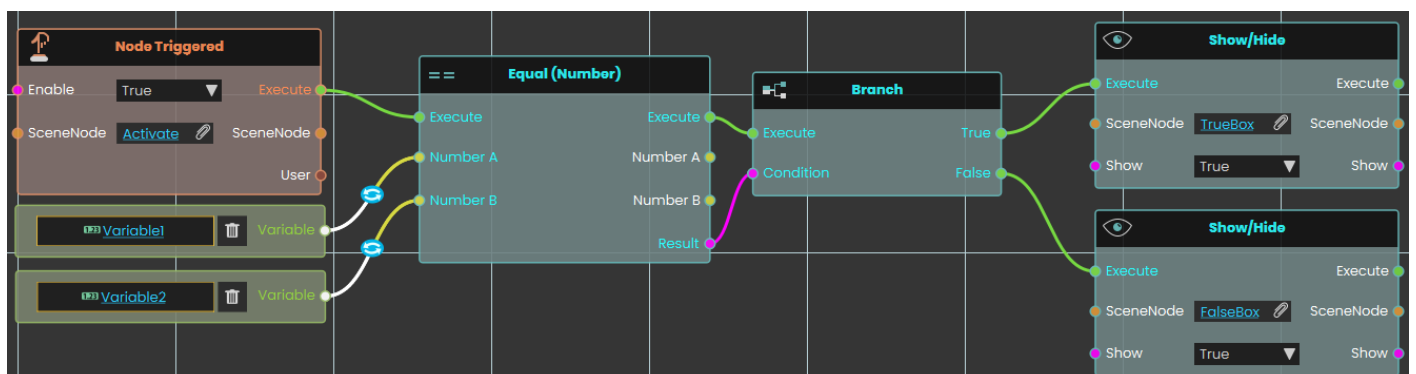 Node Triggered
Enable
True
Execute
SceneNode
Activate
SceneNode
User
123 Variable1
Variable
123 Variable2
Variable
== Equal (Number)
Execute
Execute
Number A
Number A
Number B
Number B
Result
Branch
Execute
True
Condition
False
Show/Hide
Execute
Execute
SceneNode
TrueBox
SceneNode
Show
True
Show
Show/Hide
Execute
Execute
SceneNode
FalseBox
SceneNode
Show
True
Show